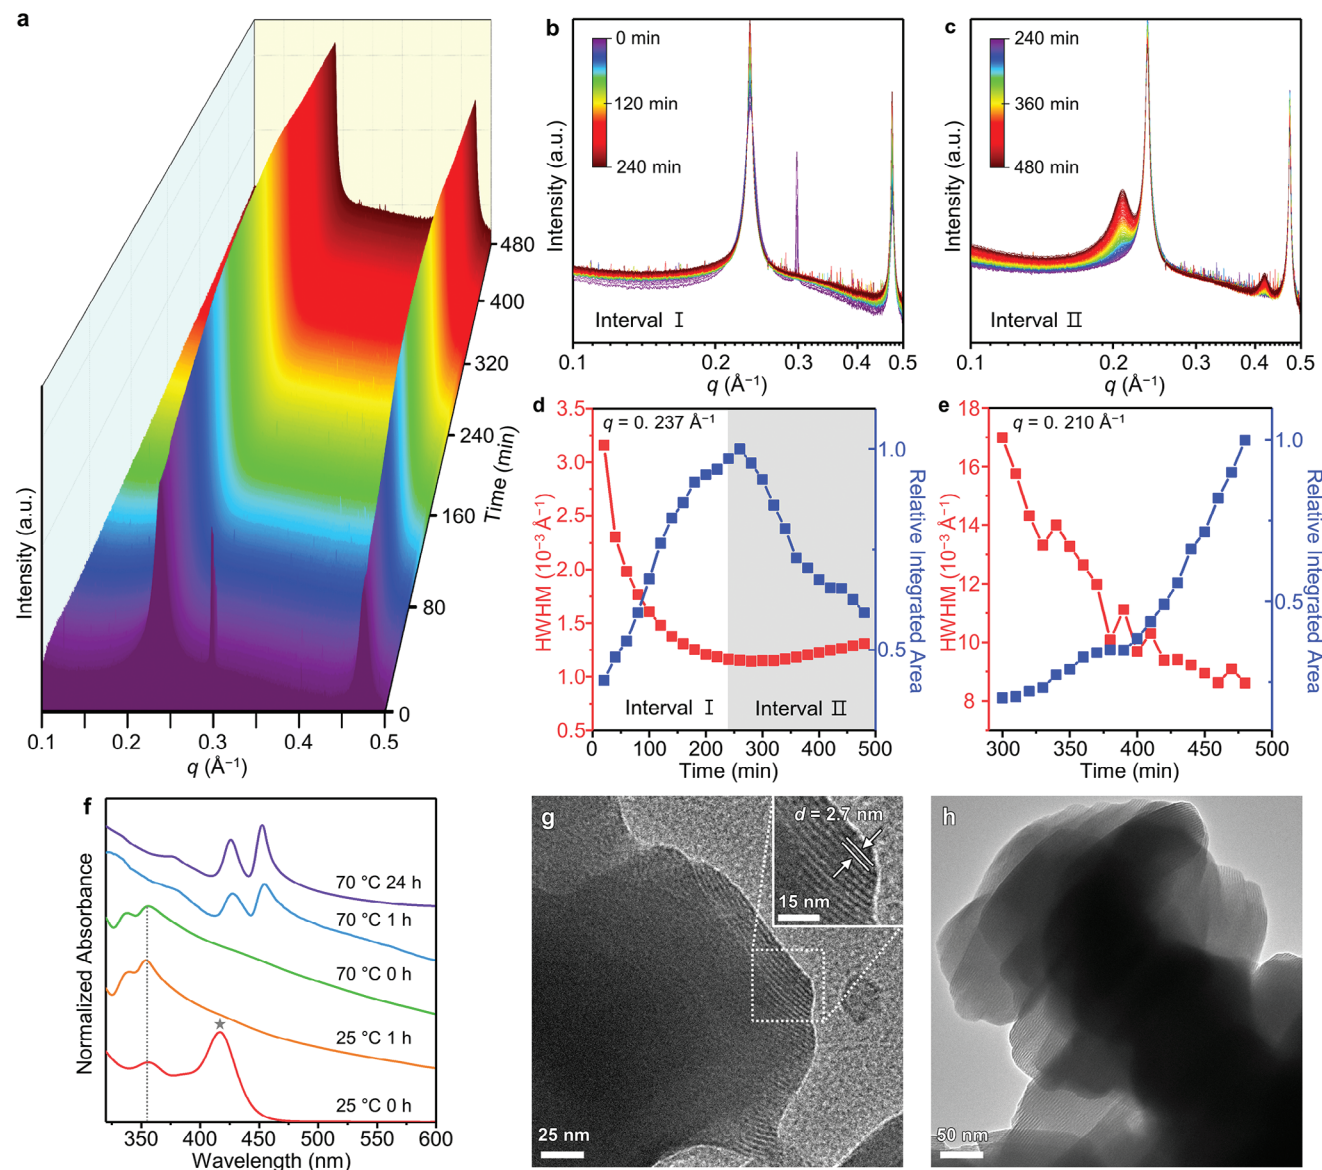 a
Intensity (a.u.)
0.1
0.2
0.3
0.4
0.5
q (Å⁻¹)
0
80
160
240
320
400
480
Time (min)
b
0 min
120 min
240 min
Intensity (a.u.)
Interval I
0.1
0.2
0.3
0.4
0.5
q (Å⁻¹)
c
240 min
360 min
480 min
Intensity (a.u.)
Interval II
0.1
0.2
0.3
0.4
0.5
q (Å⁻¹)
d
q = 0. 237 Å⁻¹
3.5
3.0
2.5
2.0
1.5
1.0
0.5
HWHM (10⁻³ Å⁻¹)
1.0
0.5
Relative Integrated Area
Interval I
Interval II
0
100
200
300
400
500
Time (min)
e
q = 0. 210 Å⁻¹
18
16
14
12
10
8
HWHM (10⁻³ Å⁻¹)
1.0
0.5
Relative Integrated Area
300
350
400
450
500
Time (min)
f
Normalized Absorbance
70 °C 24 h
70 °C 1 h
70 °C 0 h
25 °C 1 h
★
25 °C 0 h
350
400
450
500
550
600
Wavelength (nm)
g
d = 2.7 nm
15 nm
25 nm
h
50 nm